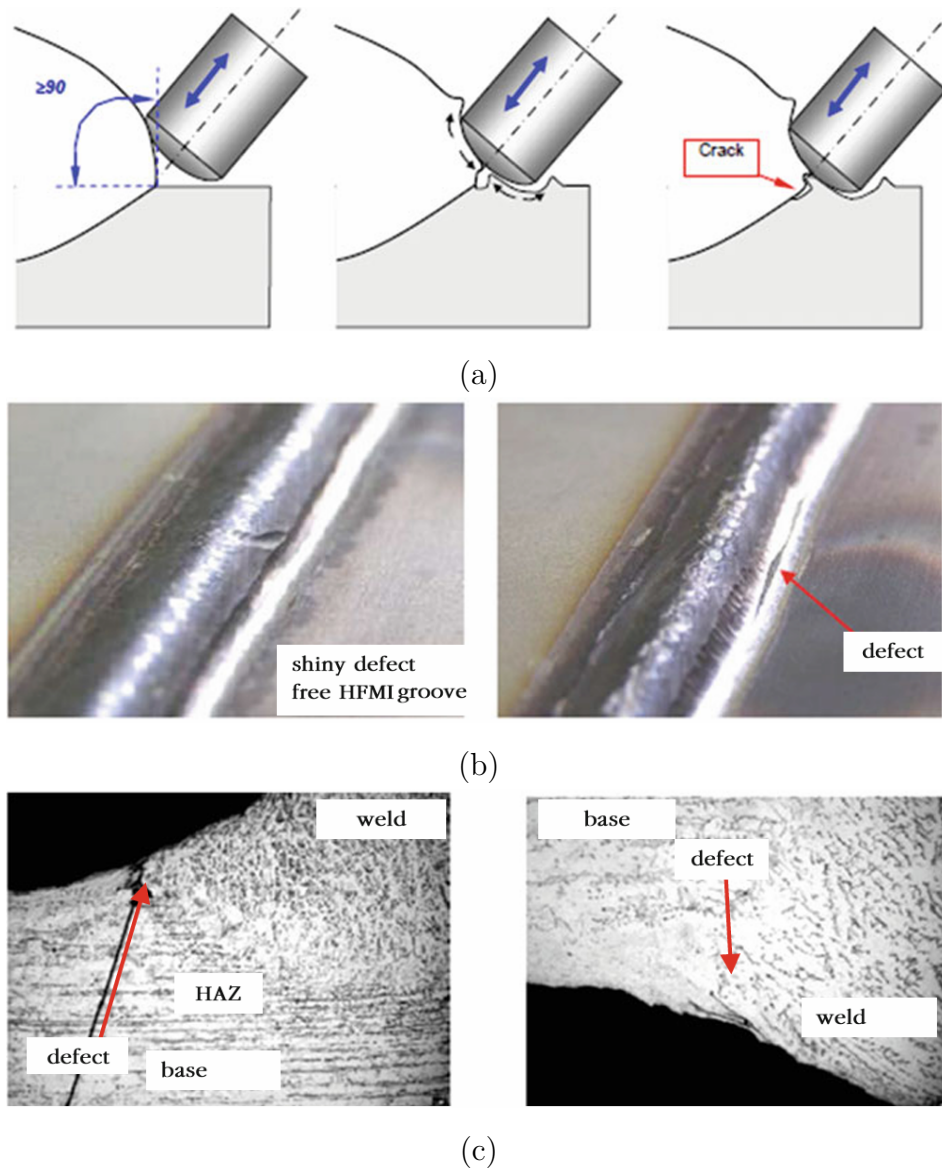 ≥90
Crack
(a)
shiny defect
free HFMI groove
defect
(b)
weld
HAZ
defect
base
base
defect
weld
(c)